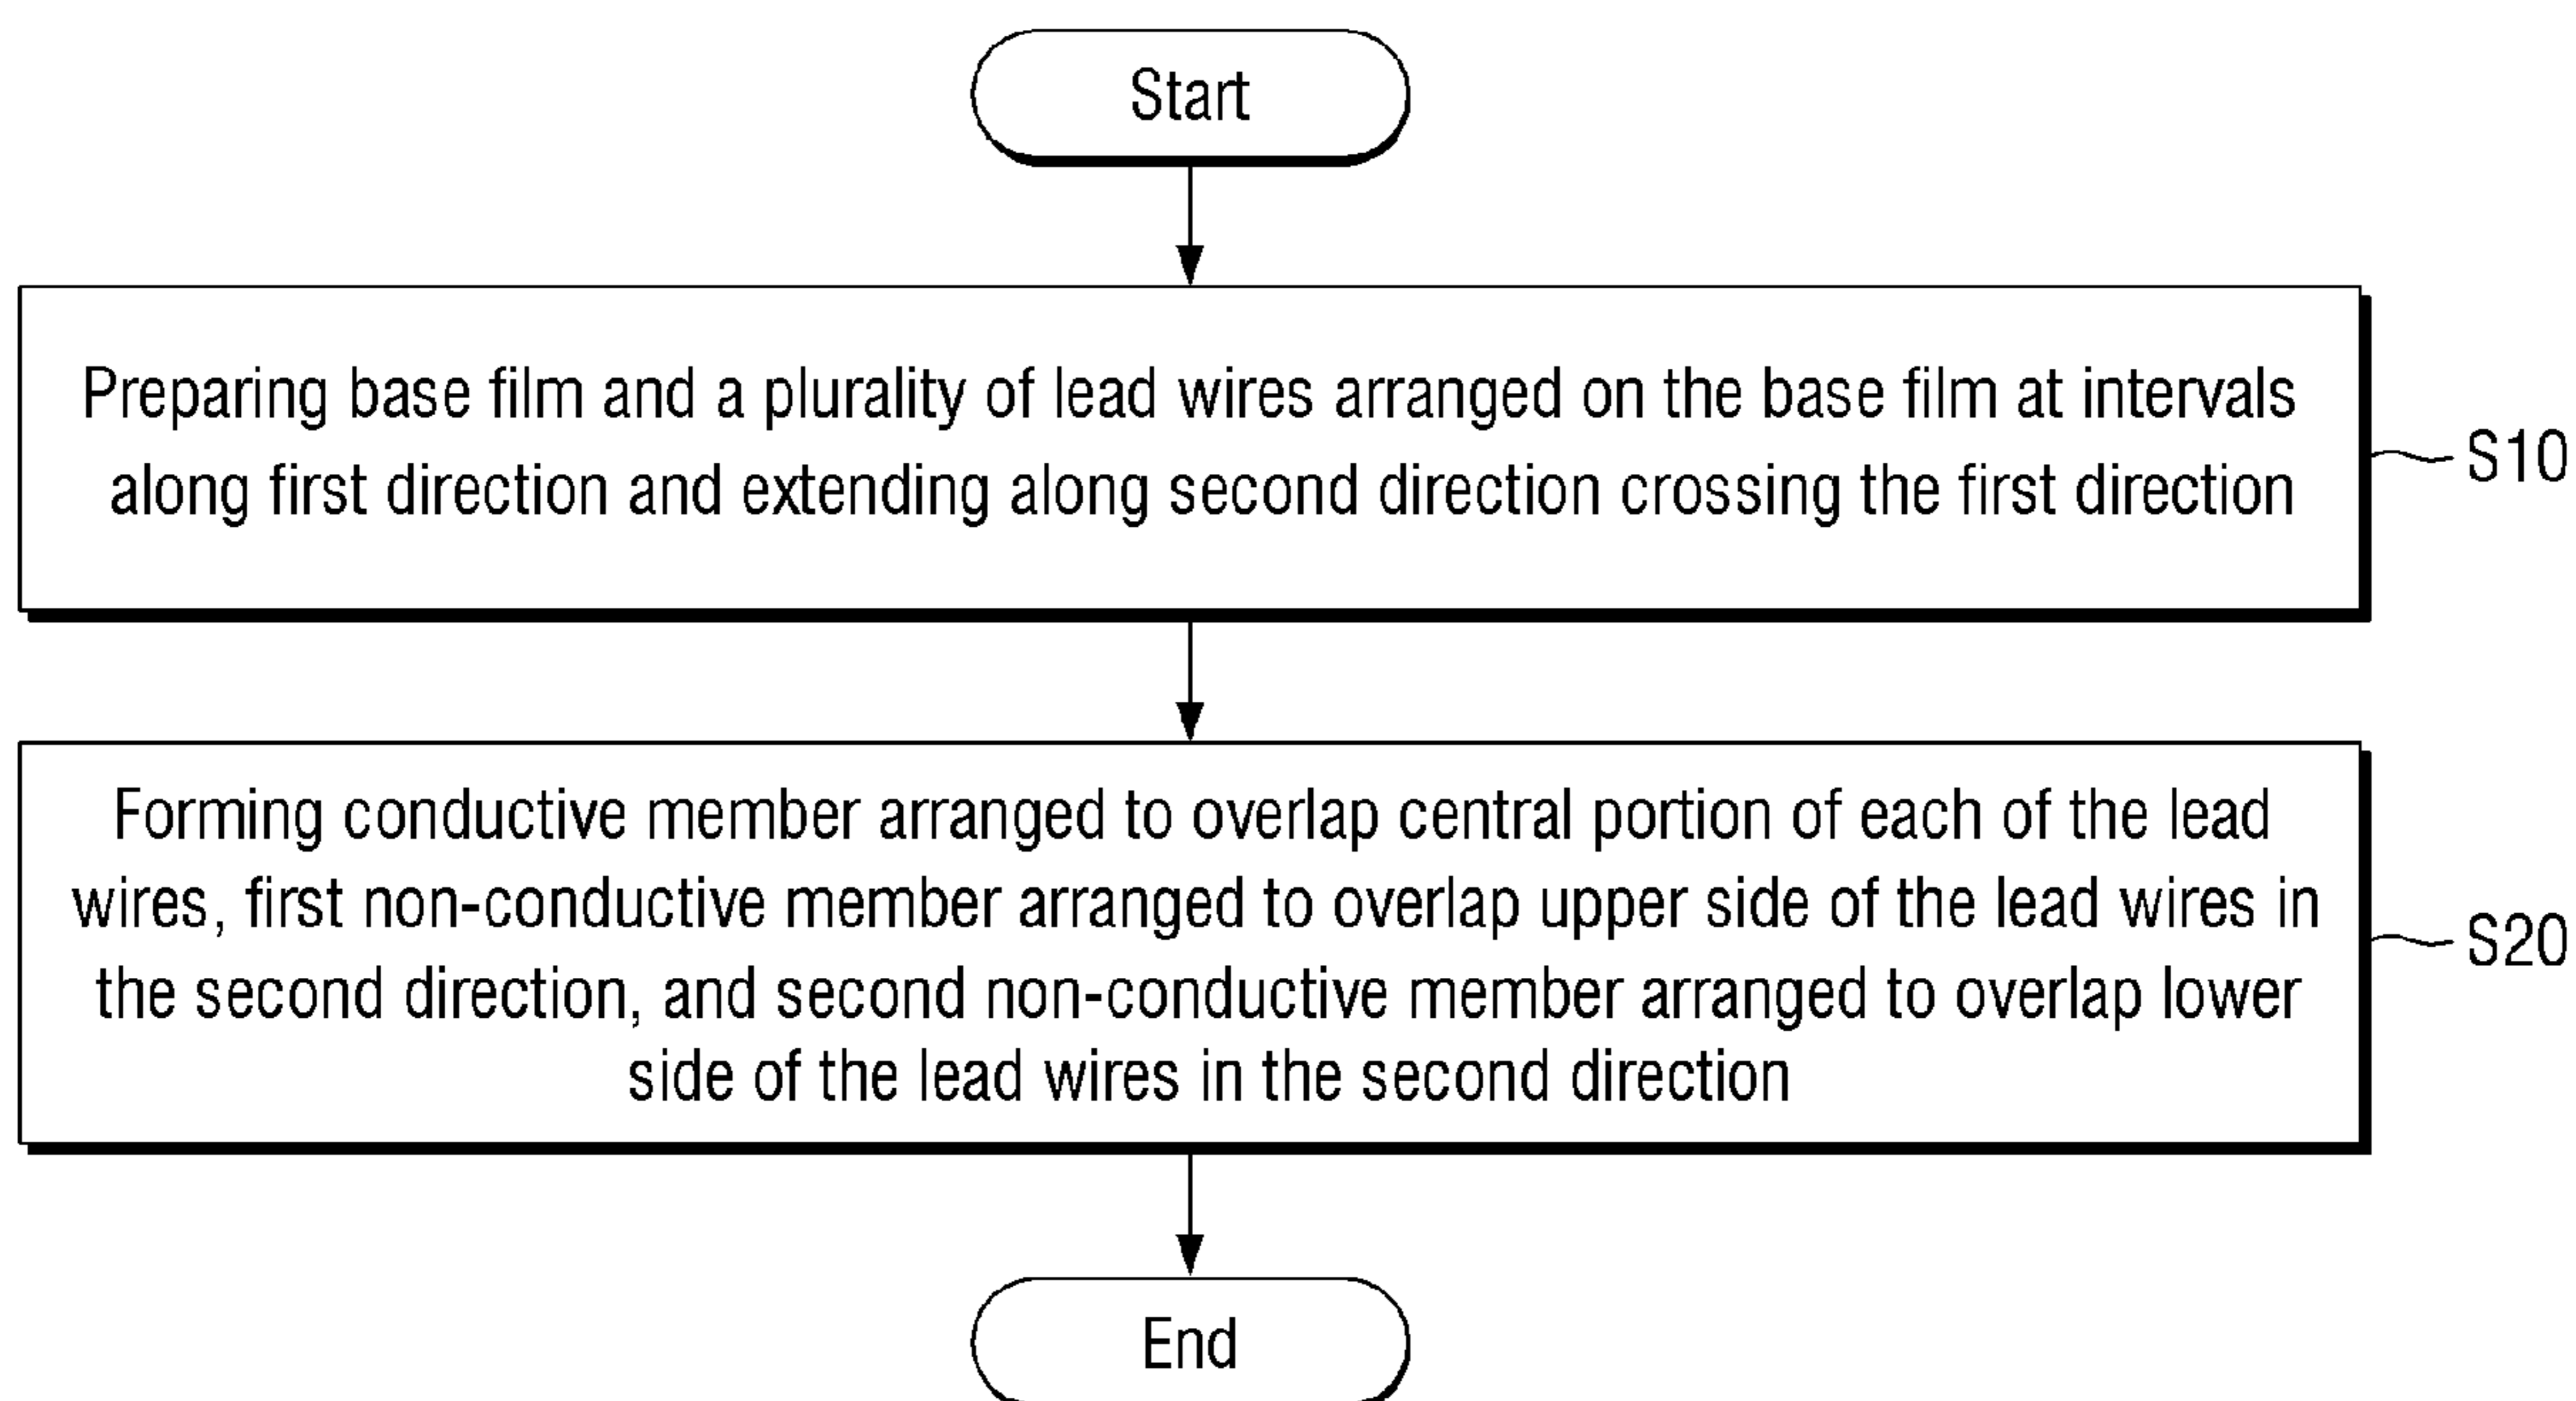 Start
Preparing base film and a plurality of lead wires arranged on the base film at intervals
along first direction and extending along second direction crossing the first direction
S10
Forming conductive member arranged to overlap central portion of each of the lead
wires, first non-conductive member arranged to overlap upper side of the lead wires in
the second direction, and second non-conductive member arranged to overlap lower
side of the lead wires in the second direction
S20
End